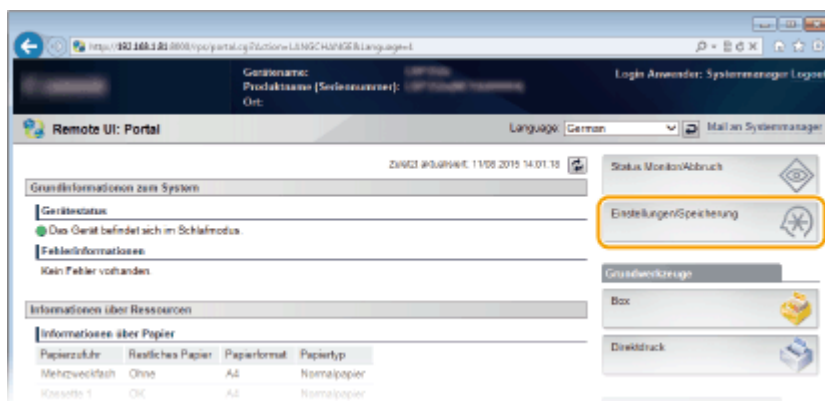 Gerätename:
Produktname (Seriennummer):
Ort:
Login Anwender: Systemmanager Logout
Remote UI: Portal
Language: German
Mail an Systemmanager
Zuletzt aktualisiert: 11/08 2015 14:01:18
Grundinformationen zum System
Gerätestatus
Das Gerät befindet sich im Schlafmodus.
Fehlerinformationen
Kein Fehler vorhanden.
Informationen über Ressourcen
Informationen über Papier
Papierzufuhr Restliches Papier Papierformat Papiertyp
Mehrzweckfach Ohne A4 Normalpapier
Kassette 1 OK A4 Normalpapier
Status Monitor/Abbruch
Einstellungen/Speicherung
Grundwerkzeuge
Box
Direktdruck